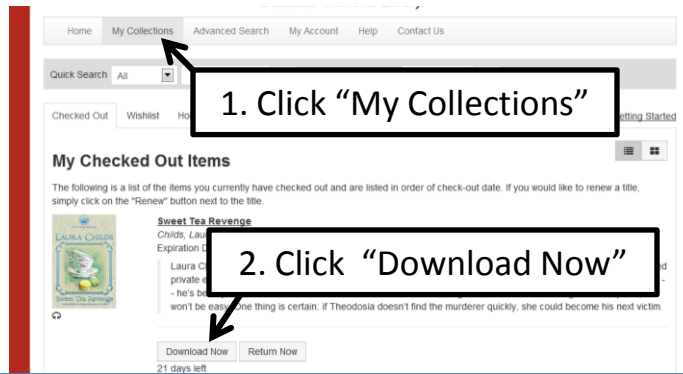 Home My Collections Advanced Search My Account Help Contact Us
Quick Search All
1. Click “My Collections”
Checked Out Wishlist Getting Started
My Checked Out Items
The following is a list of the items you currently have checked out and are listed in order of check-out date. If you would like to renew a title,
simply click on the "Renew" button next to the title.
LAURA CHILDS
Sweet Tea Revenge
Sweet Tea Revenge
Childs,
Expiration
2. Click “Download Now”
Laura
private
- he's
won't be easy. One thing is certain: if Theodosia doesn't find the murderer quickly, she could become his next victim.
Download Now Return Now
21 days left